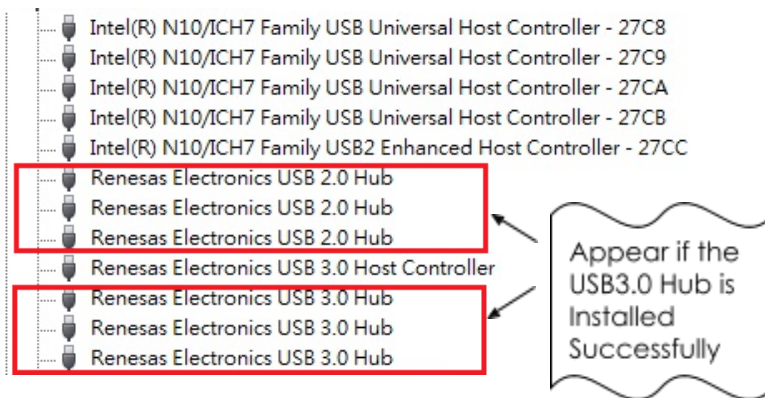 Intel(R) N10/ICH7 Family USB Universal Host Controller - 27C8
Intel(R) N10/ICH7 Family USB Universal Host Controller - 27C9
Intel(R) N10/ICH7 Family USB Universal Host Controller - 27CA
Intel(R) N10/ICH7 Family USB Universal Host Controller - 27CB
Intel(R) N10/ICH7 Family USB2 Enhanced Host Controller - 27CC
Renesas Electronics USB 2.0 Hub
Renesas Electronics USB 2.0 Hub
Renesas Electronics USB 2.0 Hub
Renesas Electronics USB 3.0 Host Controller
Renesas Electronics USB 3.0 Hub
Renesas Electronics USB 3.0 Hub
Renesas Electronics USB 3.0 Hub
Appear if the
USB3.0 Hub is
Installed
Successfully